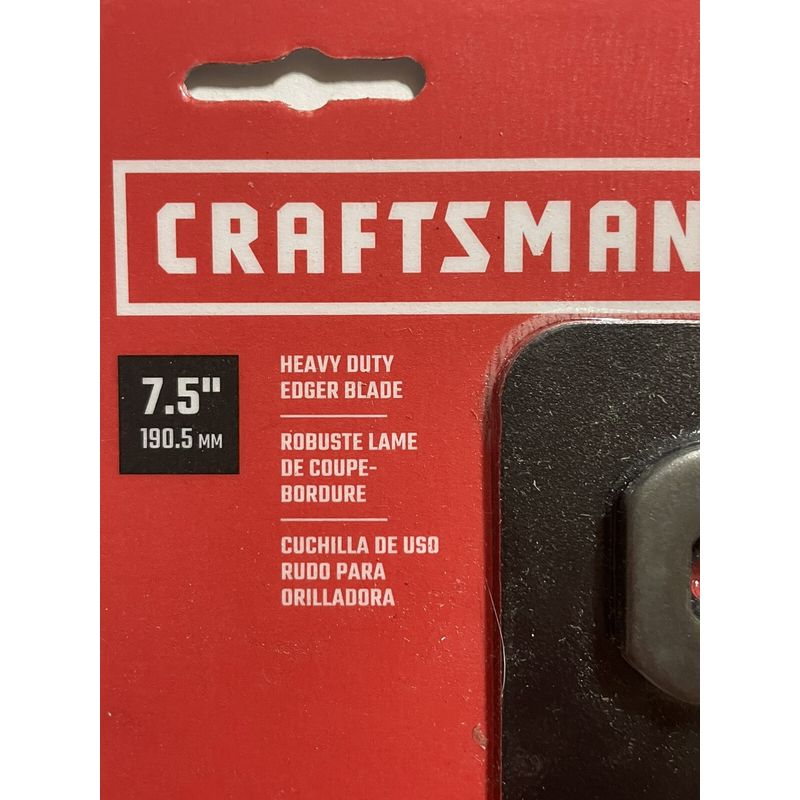 CRAFTSMAN
7.5"
190.5 MM
HEAVY DUTY
EDGER BLADE
ROBUSTE LAME
DE COUPE-
BORDURE
CUCHILLA DE USO
RUDO PARA
ORILLADORA